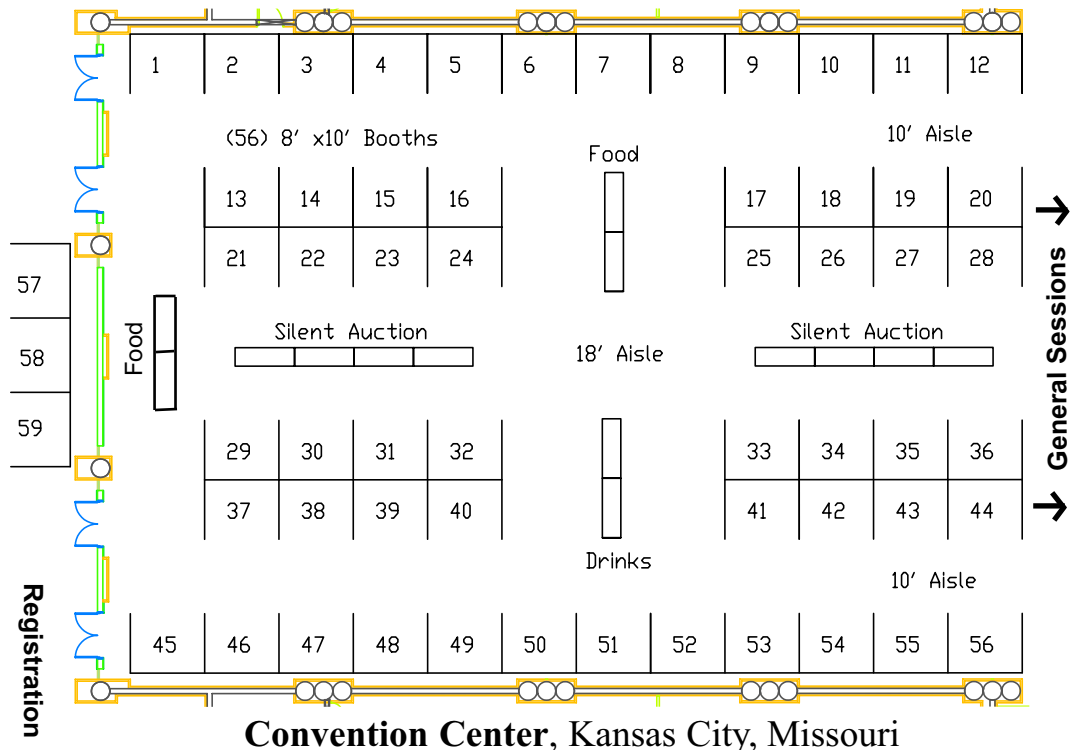 1 2 3 4 5 6 7 8 9 10 11 12
(56) 8' x10' Booths
10' Aisle
Food
13 14 15 16 17 18 19 20
21 22 23 24 25 26 27 28
57
58
59
Food
Silent Auction
18' Aisle
Silent Auction
General Sessions
29 30 31 32 33 34 35 36
37 38 39 40 41 42 43 44
Drinks
10' Aisle
Registration
45 46 47 48 49 50 51 52 53 54 55 56
Convention Center, Kansas City, Missouri